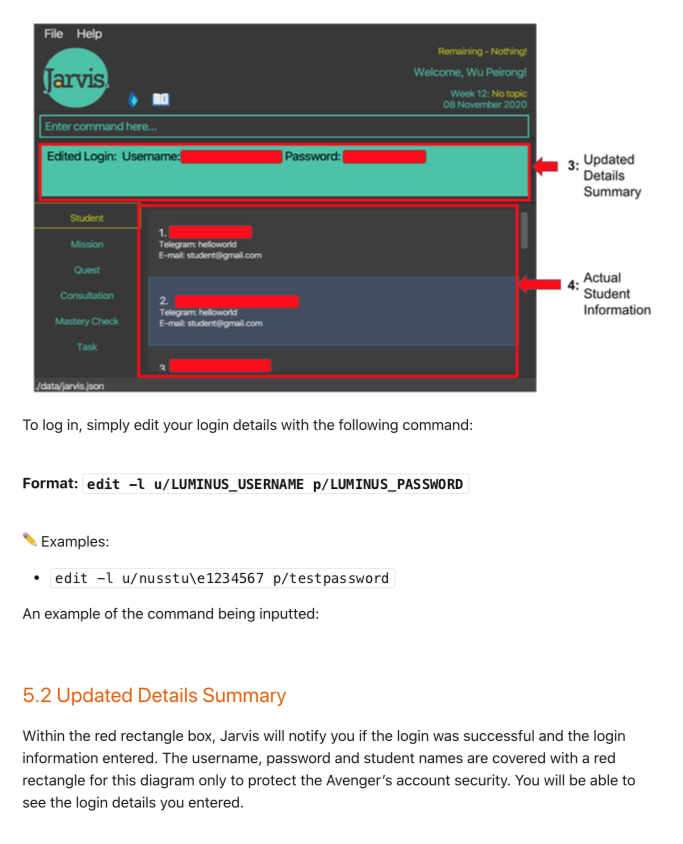 File Help
Remaining - Nothing!
Jarvis
Welcome, Wu Peirong!
Week 12: No topic
08 November 2020
Enter command here...
Edited Login: Username: Password:
3: Updated
Details
Summary
Student
Mission
Quest
Consultation
Mastery Check
Task
1.
Telegram: helloworld
E-mail: student@gmail.com
2.
Telegram: helloworld
E-mail: student@gmail.com
3
4: Actual
Student
Information
./data/jarvis.json
To log in, simply edit your login details with the following command:
Format: edit -l u/LUMINUS_USERNAME p/LUMINUS_PASSWORD
✏️ Examples:
• edit -l u/nusstu\e1234567 p/testpassword
An example of the command being inputted:
5.2 Updated Details Summary
Within the red rectangle box, Jarvis will notify you if the login was successful and the login
information entered. The username, password and student names are covered with a red
rectangle for this diagram only to protect the Avenger’s account security. You will be able to
see the login details you entered.